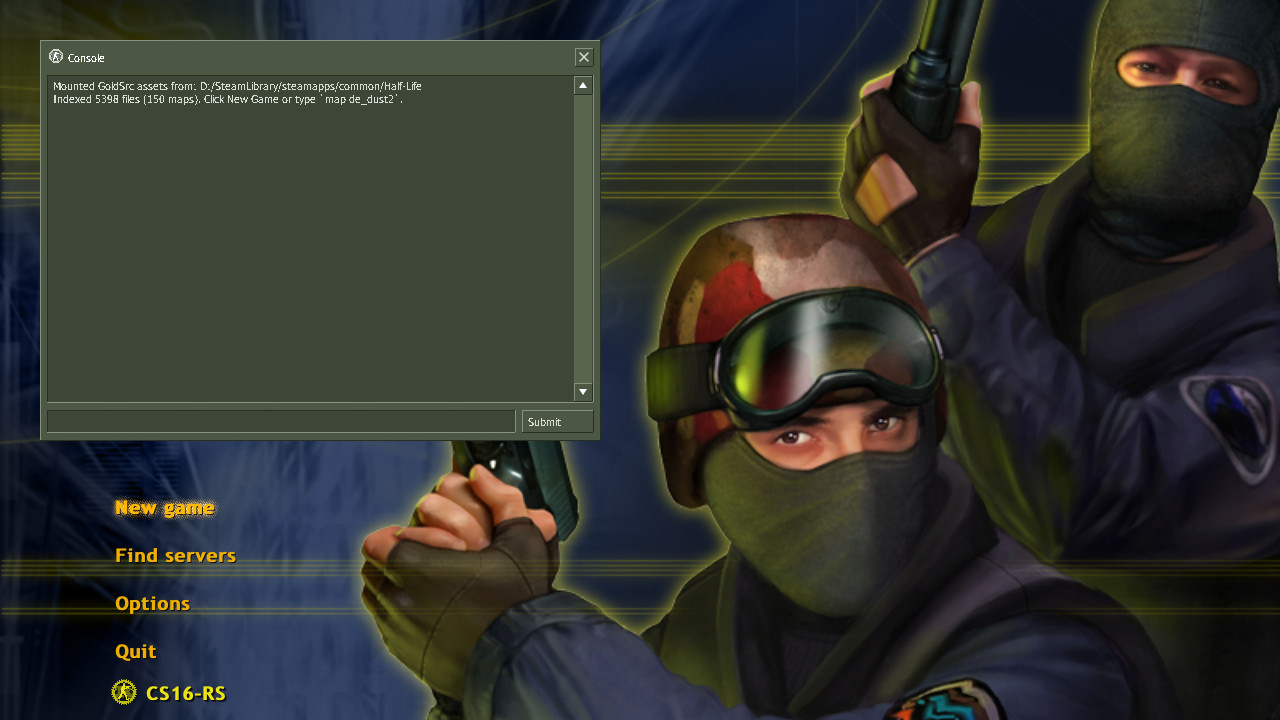 Console
Mounted GoldSrc assets from: D:/SteamLibrary/steamapps/common/Half-Life
Indexed 5398 files (150 maps). Click New Game or type `map de_dust2`.
Submit
New game
Find servers
Options
Quit
CS16-RS